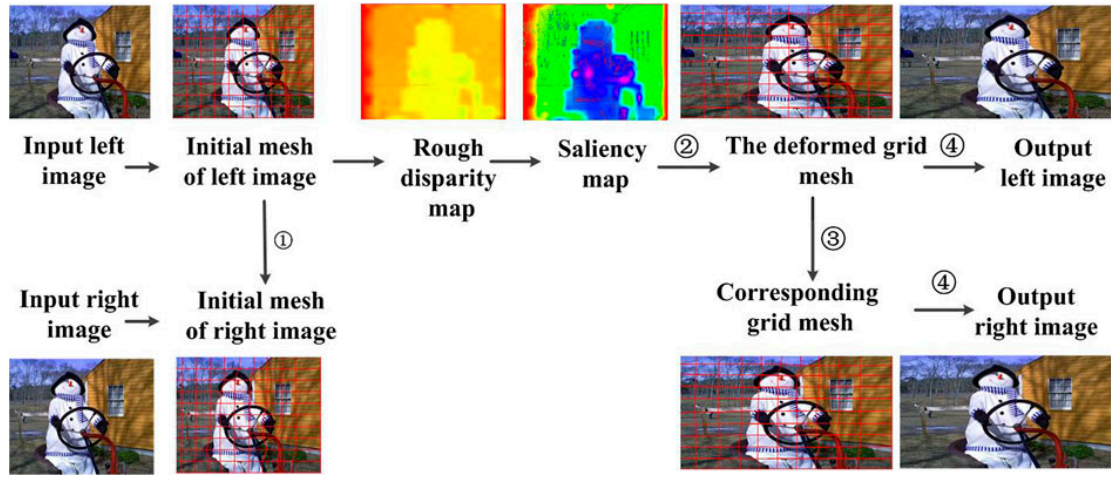 Input left
image
Initial mesh
of left image
Rough
disparity
map
Saliency
map
②
The deformed grid
mesh
④
Output
left image
①
③
Input right
image
Initial mesh
of right image
Corresponding
grid mesh
④
Output
right image